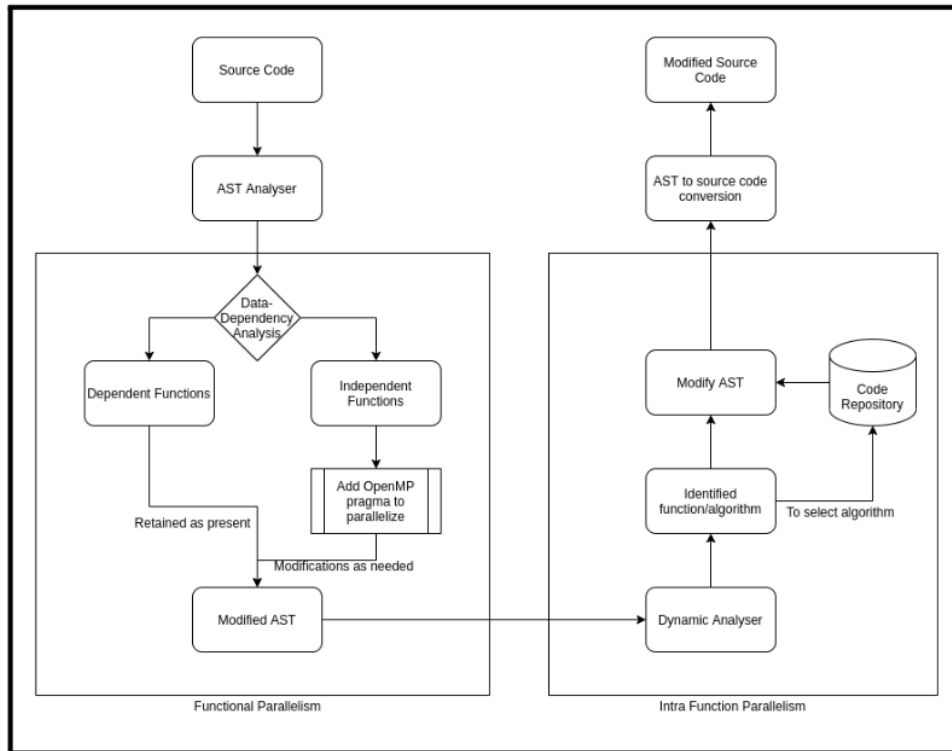 Source Code
AST Analyser
Data-
Dependency
Analysis
Dependent Functions
Independent
Functions
Add OpenMP
pragma to
parallelize
Retained as present
Modifications as needed
Modified AST
Functional Parallelism
Modified Source
Code
AST to source code
conversion
Modify AST
Code
Repository
Identified
function/algorithm
To select algorithm
Dynamic Analyser
Intra Function Parallelism